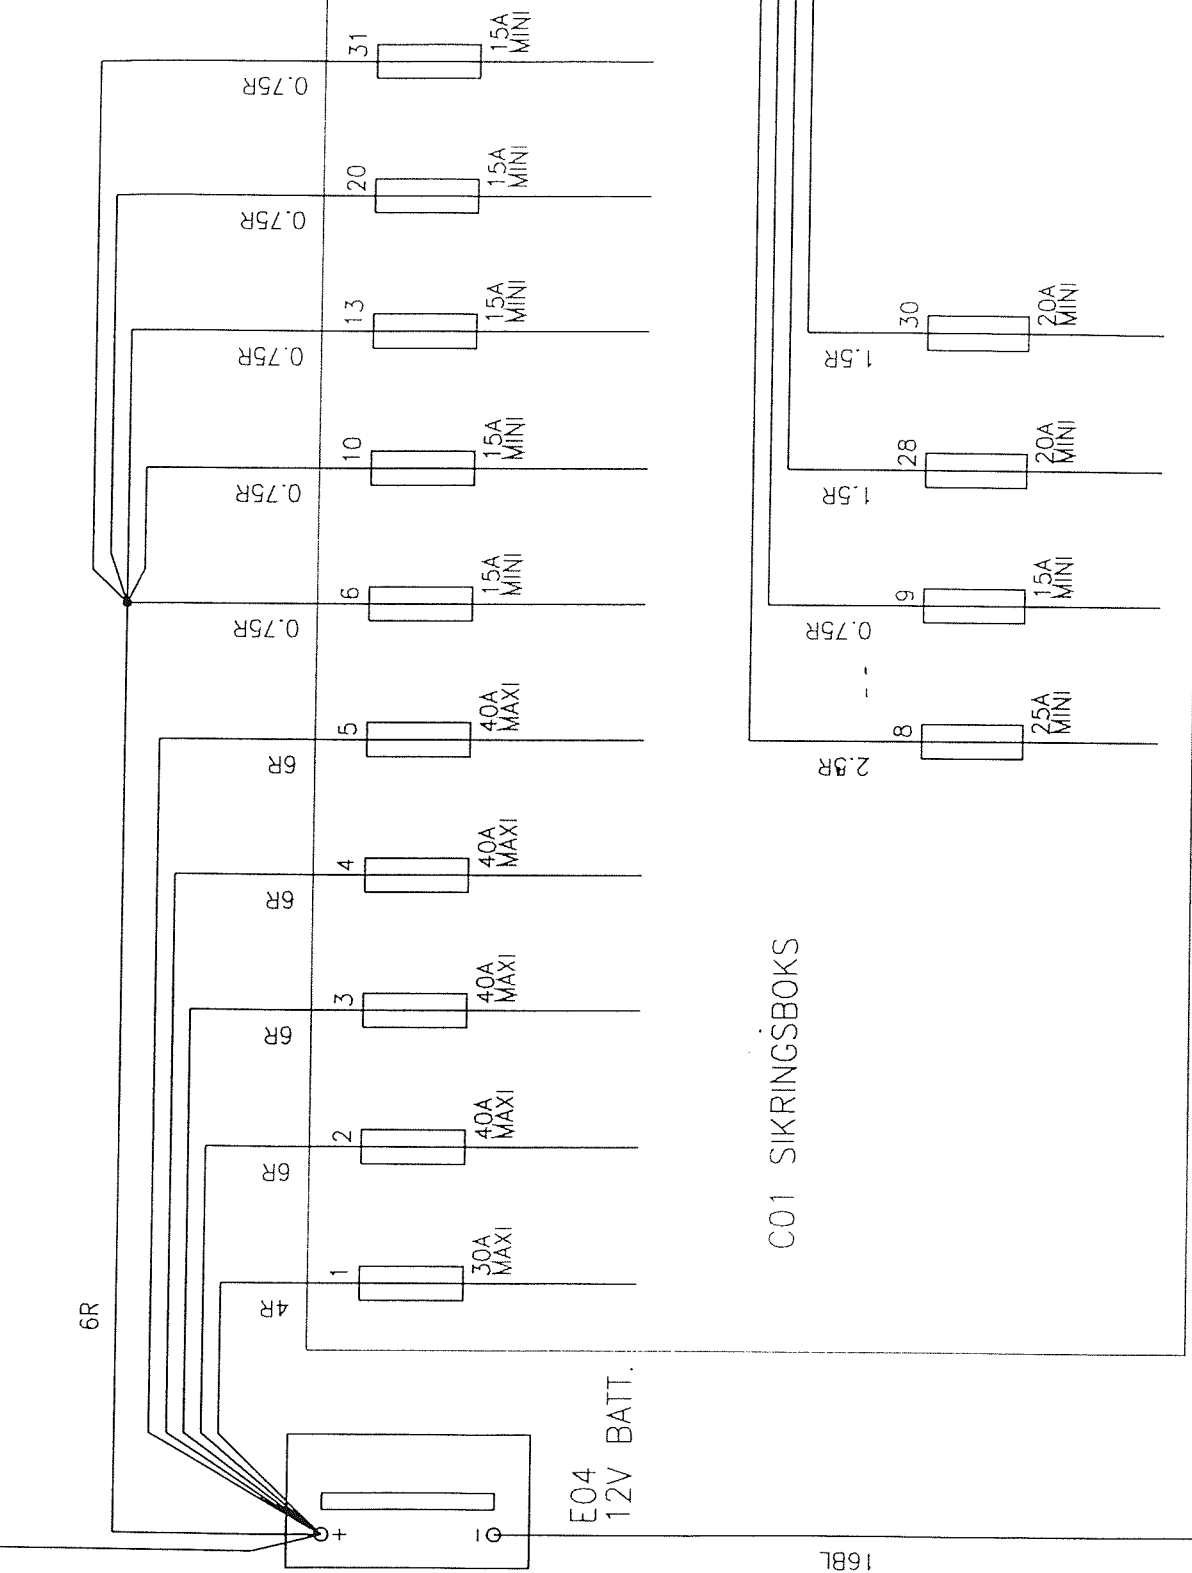 31
15A
MINI
0.75R
20
15A
MINI
0.75R
13
15A
MINI
0.75R
10
15A
MINI
0.75R
6
15A
MINI
0.75R
5
40A
MAXI
6R
4
40A
MAXI
6R
3
40A
MAXI
6R
2
40A
MAXI
6R
1
30A
MAXI
4R
6R
30
20A
MINI
1.5R
28
20A
MINI
1.5R
9
15A
MINI
0.75R
8
25A
MINI
C01 SIKRINGSBOKS
E04
12V BATT.
+
-
16BL